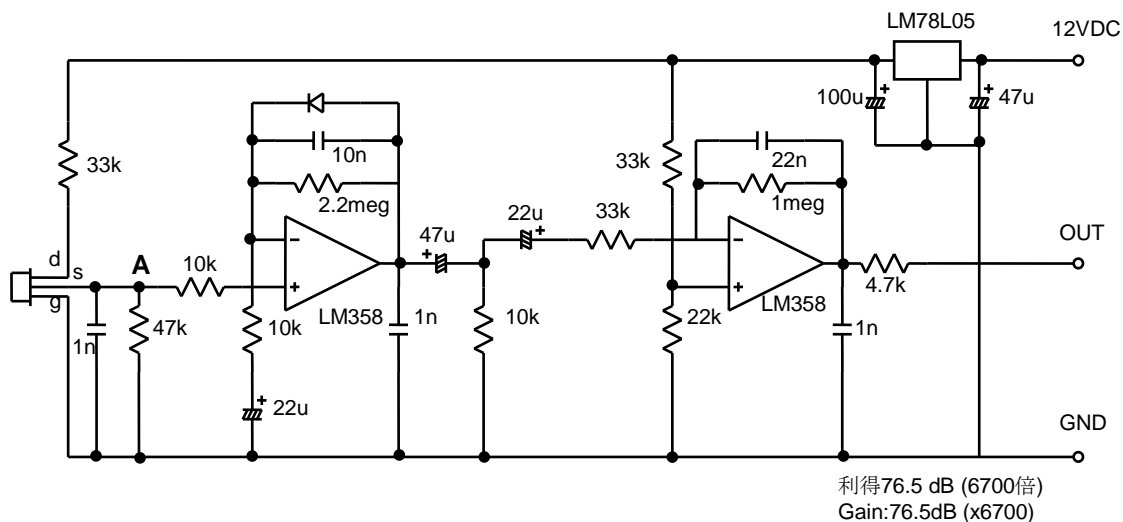 LM78L05
12VDC
100u
47u
10n
33k
2.2meg
33k
22n
1meg
22u
33k
47u
OUT
d
s
g
A
10k
LM358
LM358
4.7k
1n
47k
10k
1n
10k
22k
1n
22u
GND
利得76.5 dB (6700倍)
Gain:76.5dB (x6700)